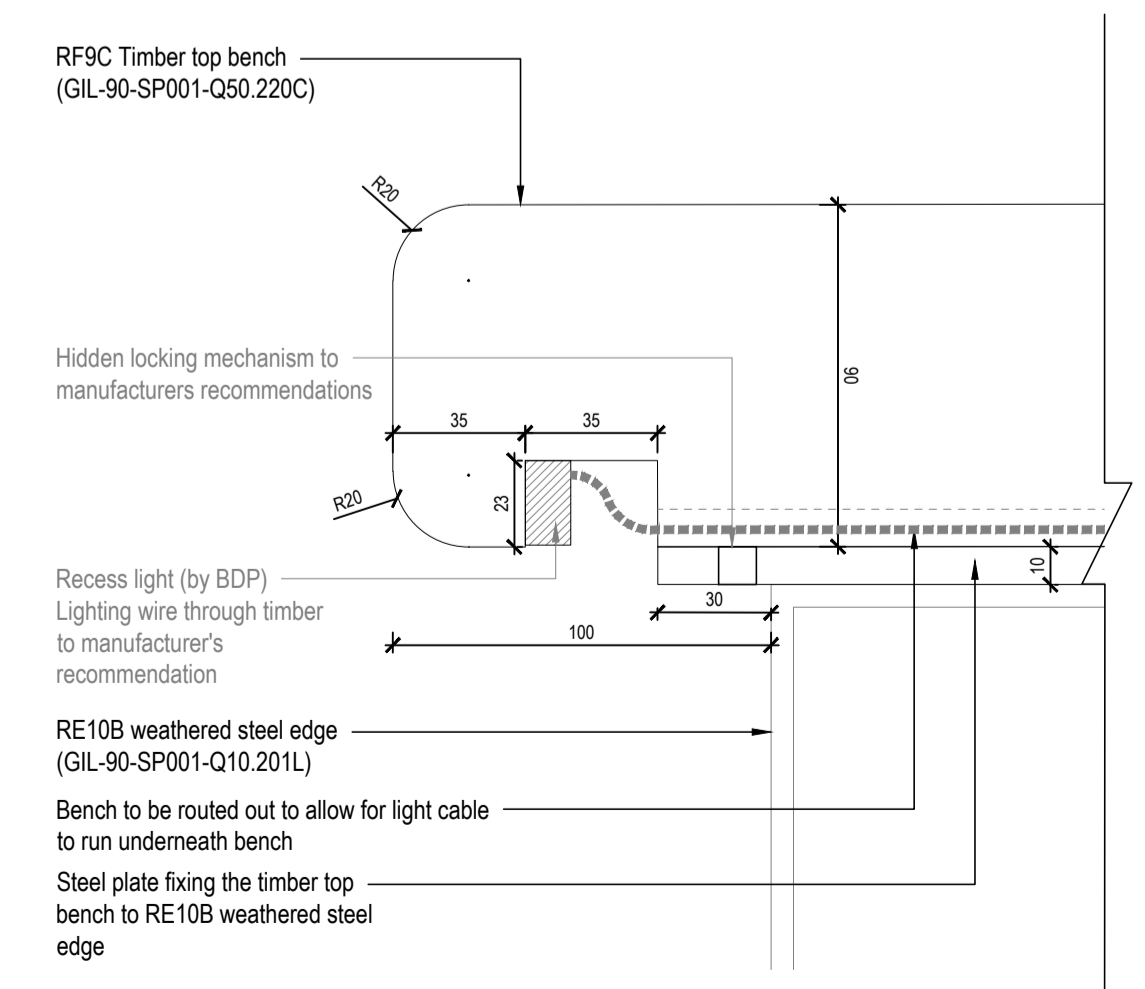 RF9C Timber top bench
(GIL-90-SP001-Q50.220C)
R20
Hidden locking mechanism to
manufacturers recommendations
90
35
35
23
R20
10
Recess light (by BDP)
Lighting wire through timber
to manufacturer's
recommendation
30
100
RE10B weathered steel edge
(GIL-90-SP001-Q10.201L)
Bench to be routed out to allow for light cable
to run underneath bench
Steel plate fixing the timber top
bench to RE10B weathered steel
edge